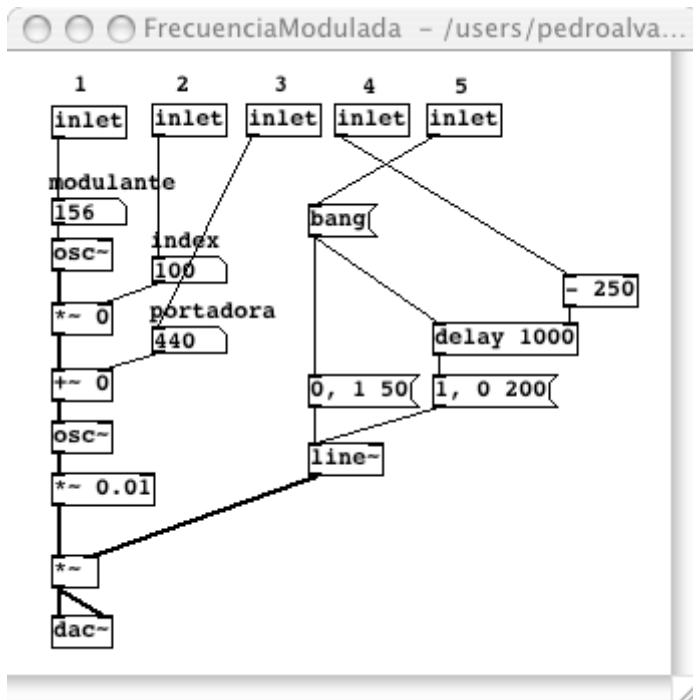 FrecuenciaModulada – /users/pedroalva...
1 2 3 4 5
inlet inlet inlet inlet inlet
modulante
156
bang
osc~
index
100
- 250
*~ 0
portadora
440
delay 1000
+~ 0
0, 1 50
1, 0 200
osc~
line~
*~ 0.01
*~
dac~